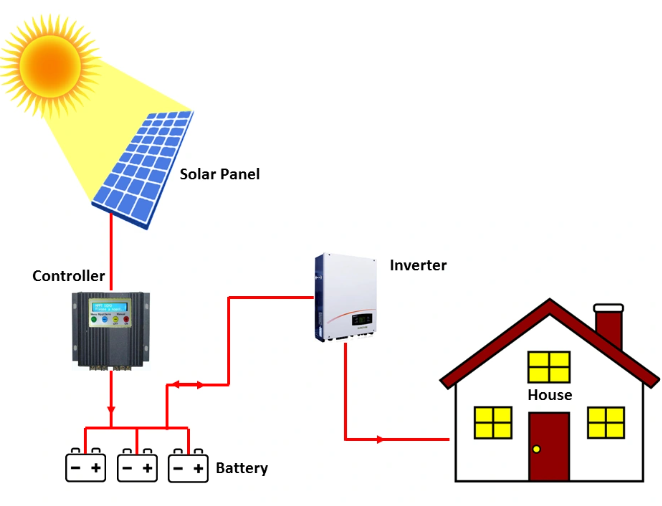 Solar Panel
Controller
Inverter
House
Battery